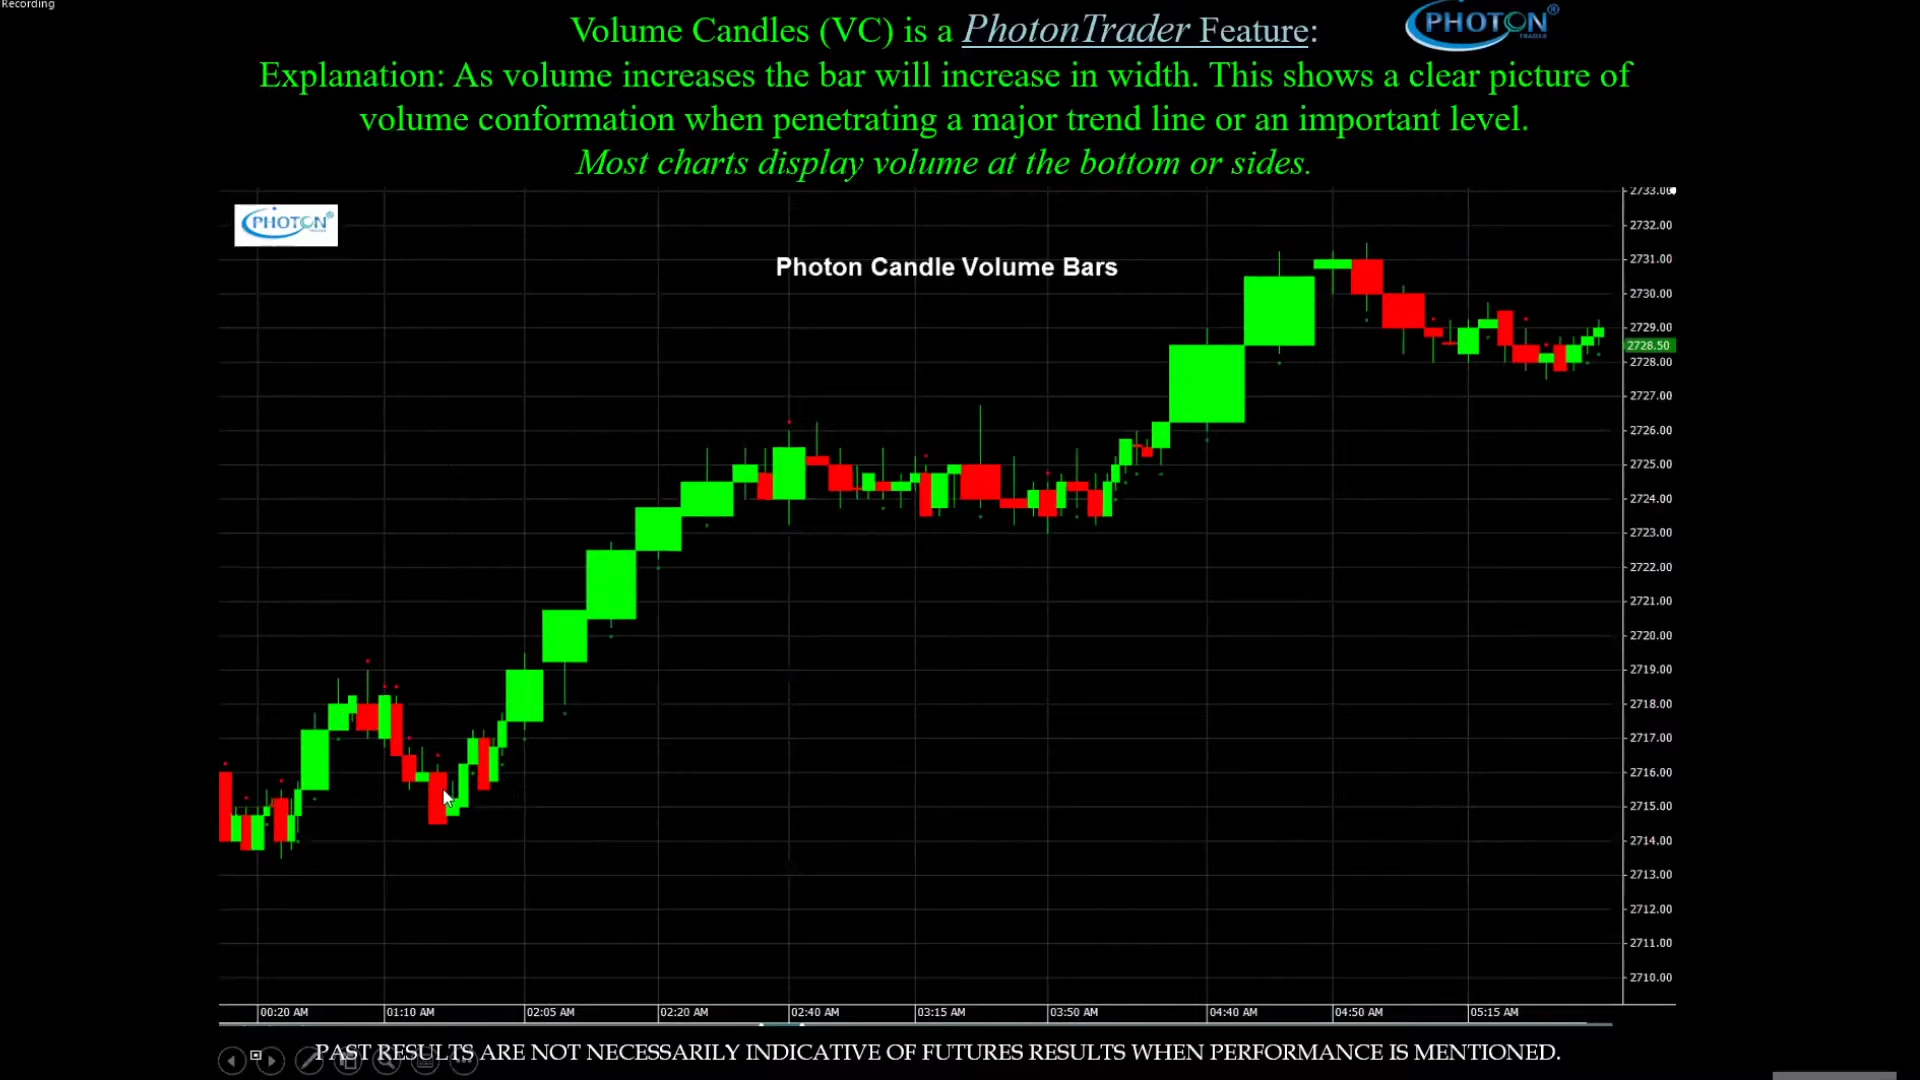 Recording
Volume Candles (VC) is a PhotonTrader Feature:
PHOTON®
TRADER
Explanation: As volume increases the bar will increase in width. This shows a clear picture of
volume conformation when penetrating a major trend line or an important level.
Most charts display volume at the bottom or sides.
PHOTON®
Photon Candle Volume Bars
2733.00
2732.00
2731.00
2730.00
2729.00
2728.50
2728.00
2727.00
2726.00
2725.00
2724.00
2723.00
2722.00
2721.00
2720.00
2719.00
2718.00
2717.00
2716.00
2715.00
2714.00
2713.00
2712.00
2711.00
2710.00
00:20 AM 01:10 AM 02:05 AM 02:20 AM 02:40 AM 03:15 AM 03:50 AM 04:40 AM 04:50 AM 05:15 AM
PAST RESULTS ARE NOT NECESSARILY INDICATIVE OF FUTURES RESULTS WHEN PERFORMANCE IS MENTIONED.